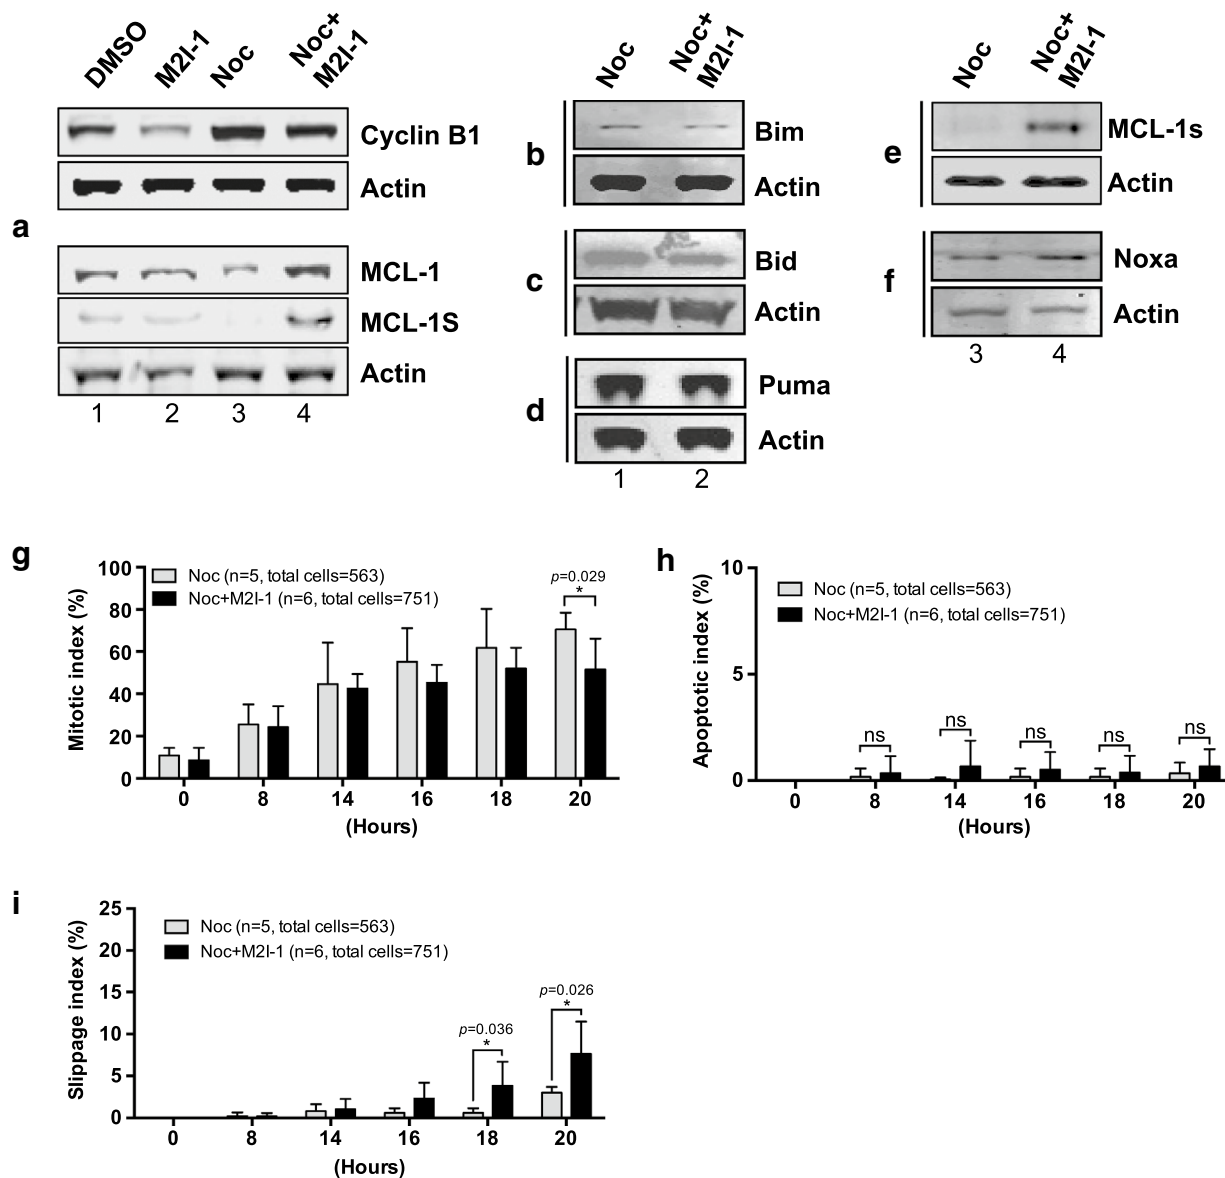 DMSO
M2I-1
Noc
Noc+
M2I-1
Cyclin B1
Actin
a
MCL-1
MCL-1S
Actin
1 2 3 4
Noc
Noc+
M2I-1
b
Bim
Actin
c
Bid
Actin
d
Puma
Actin
1 2
Noc
Noc+
M2I-1
e
MCL-1s
Actin
f
Noxa
Actin
3 4
g
Mitotic index (%)
100
80
60
40
20
0
Noc (n=5, total cells=563)
Noc+M2I-1 (n=6, total cells=751)
p=0.029
*
0 8 14 16 18 20
(Hours)
h
Apoptotic index (%)
10
5
0
Noc (n=5, total cells=563)
Noc+M2I-1 (n=6, total cells=751)
ns ns ns ns ns
0 8 14 16 18 20
(Hours)
i
Slippage index (%)
25
20
15
10
5
0
Noc (n=5, total cells=563)
Noc+M2I-1 (n=6, total cells=751)
p=0.036
*
p=0.026
*
0 8 14 16 18 20
(Hours)